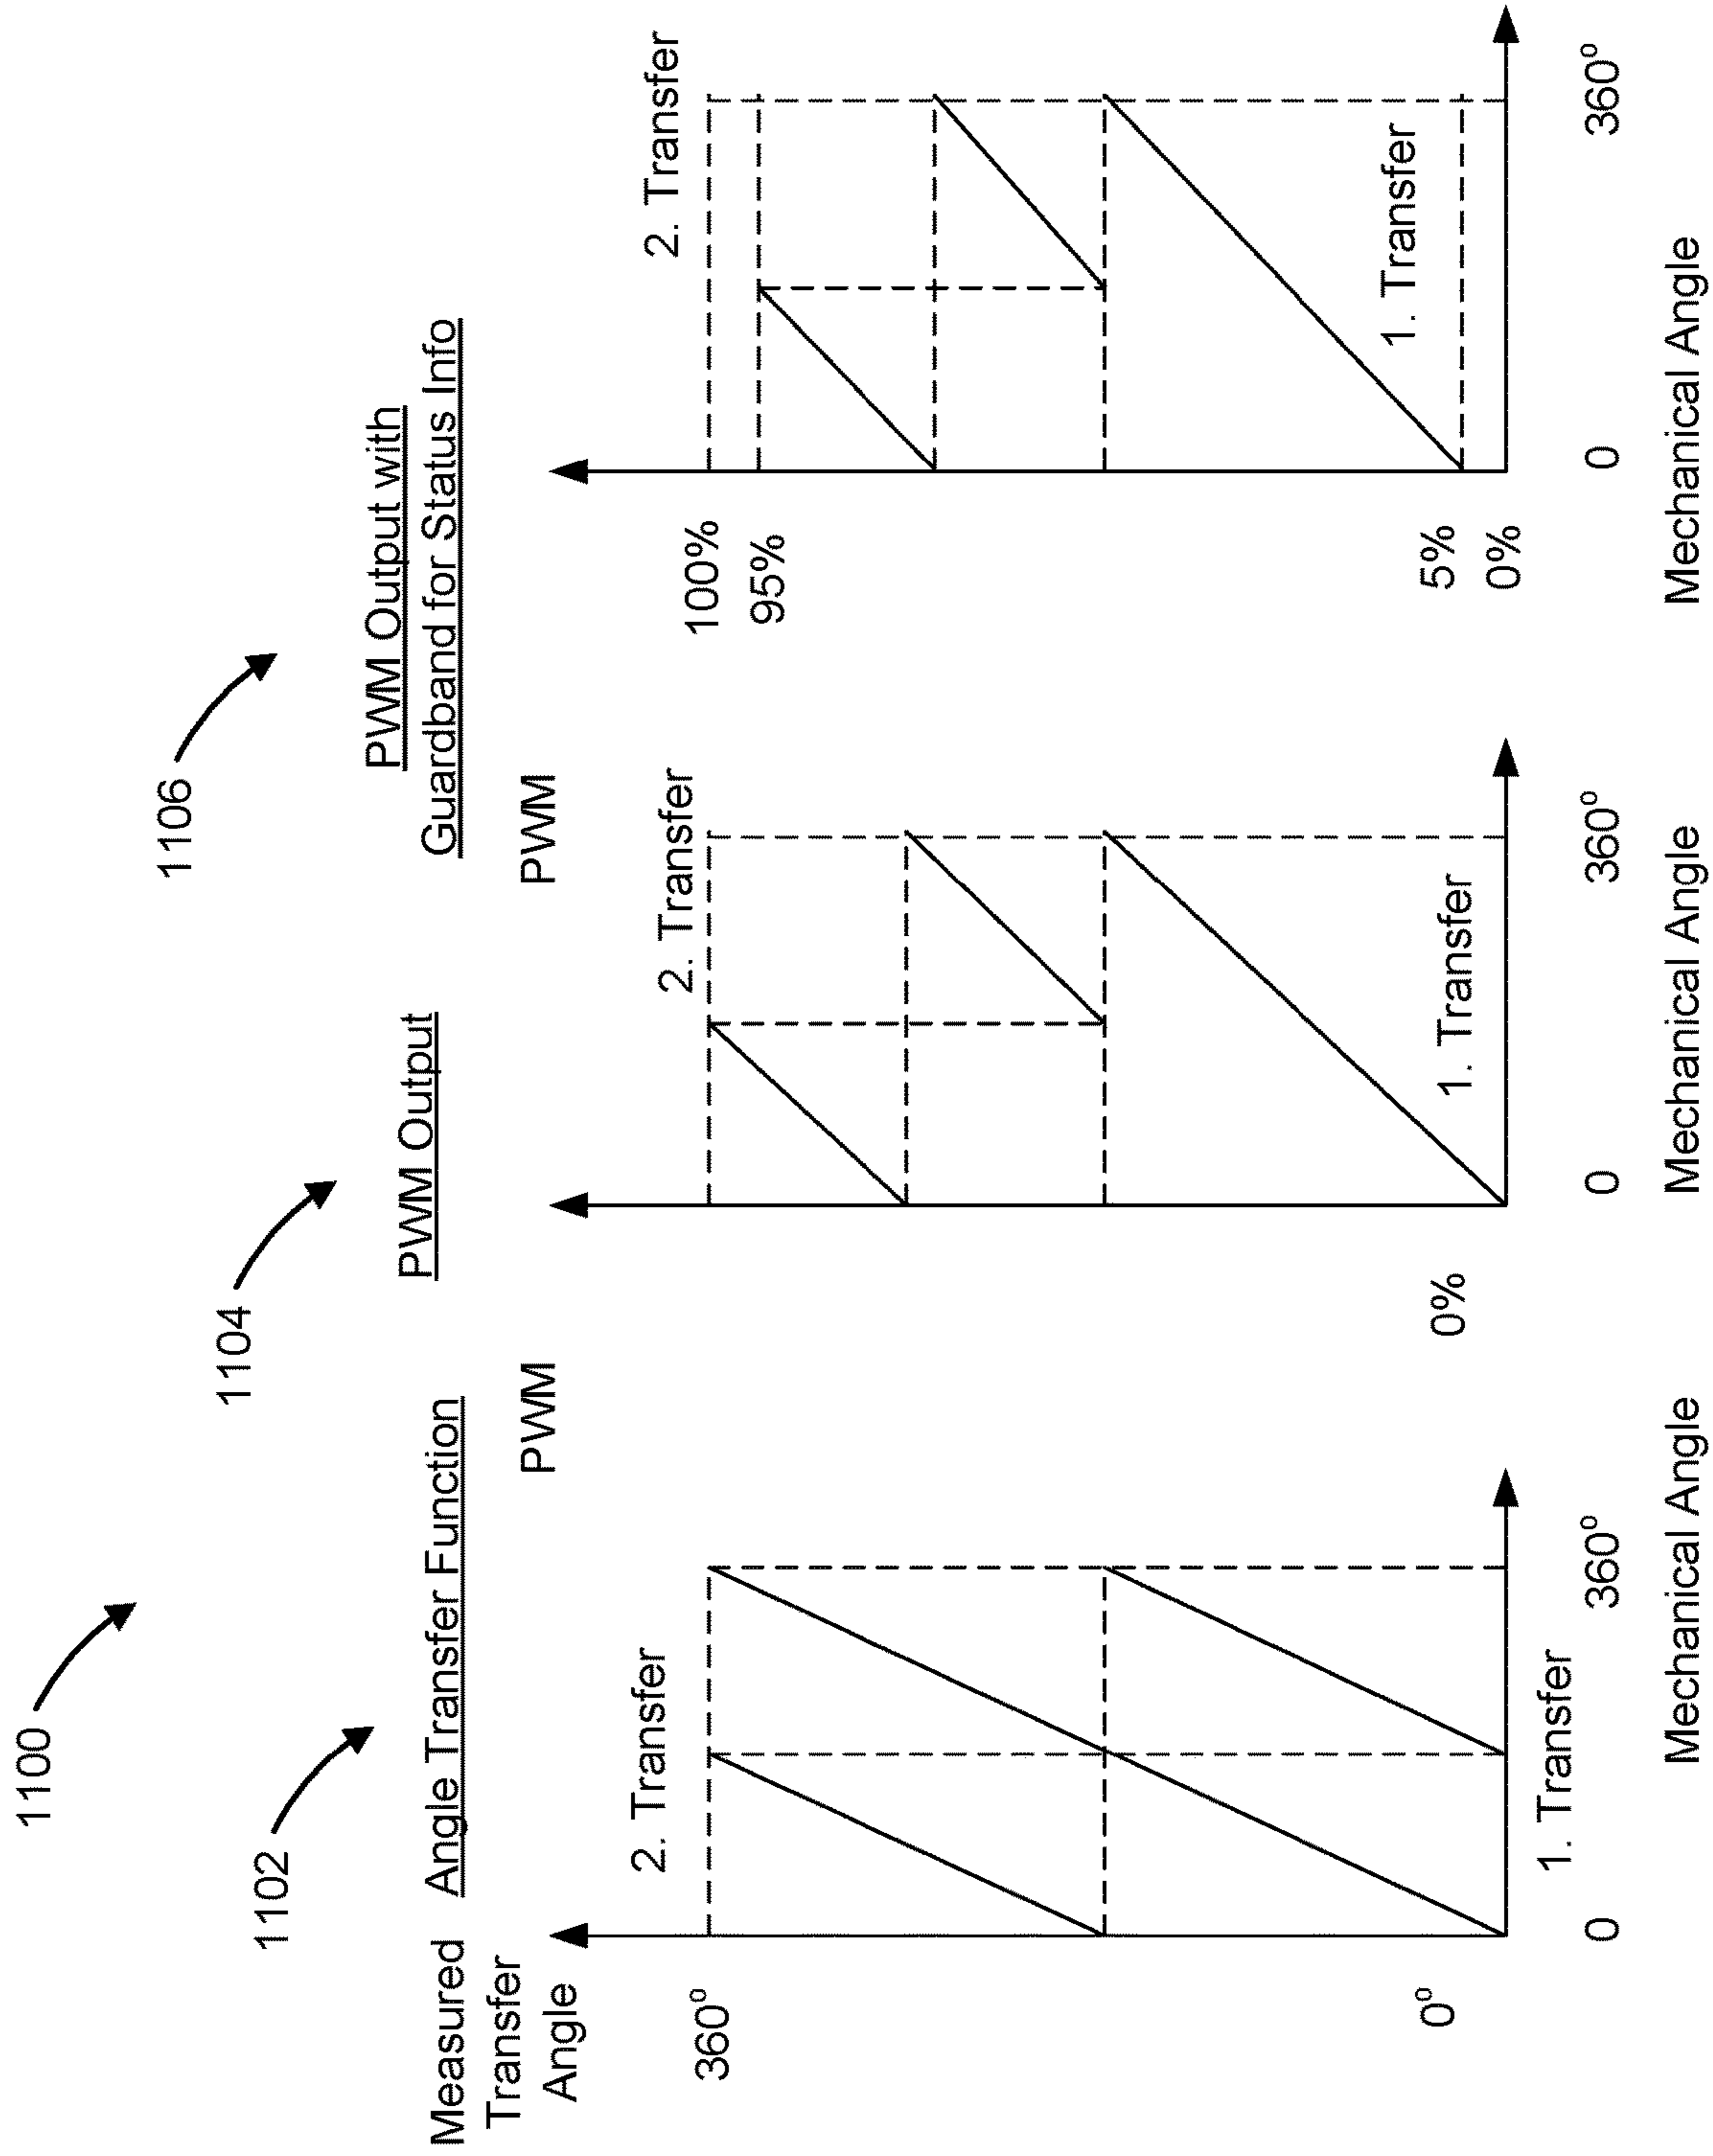 1100
1102
Angle Transfer Function
Measured
Transfer
Angle
360°
0°
2. Transfer
1. Transfer
0
360°
Mechanical Angle
1104
PWM Output
PWM
0%
2. Transfer
1. Transfer
0
360°
Mechanical Angle
1106
PWM Output with
Guardband for Status Info
PWM
100%
95%
5%
0%
2. Transfer
1. Transfer
0
360°
Mechanical Angle